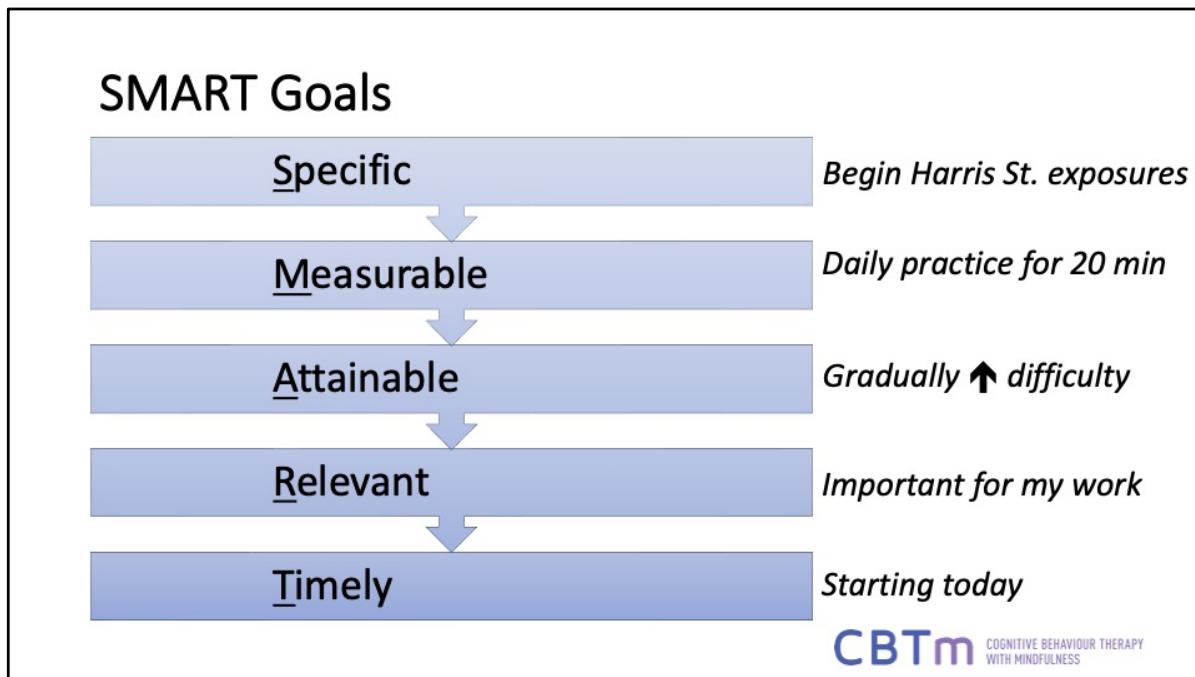 SMART Goals
Specific
Begin Harris St. exposures
Measurable
Daily practice for 20 min
Attainable
Gradually ↑ difficulty
Relevant
Important for my work
Timely
Starting today
CBTm
COGNITIVE BEHAVIOUR THERAPY
WITH MINDFULNESS